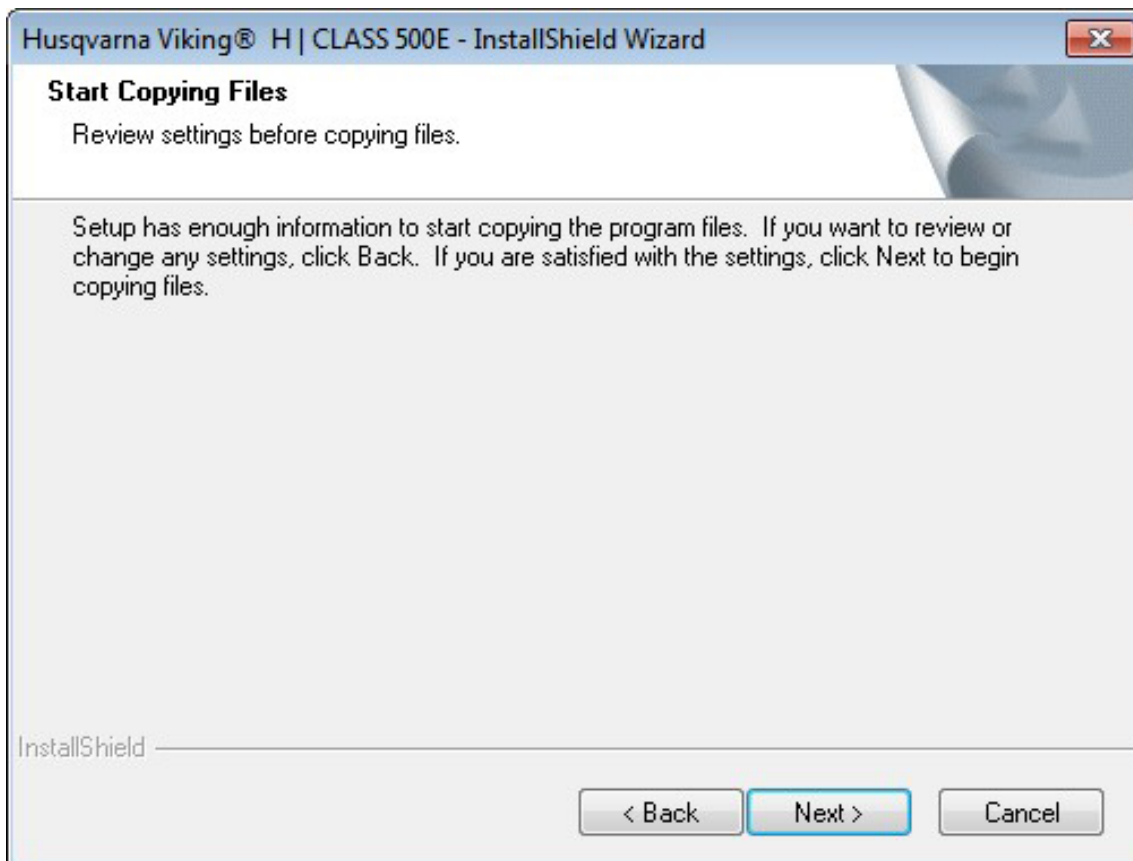 Husqvarna Viking® H | CLASS 500E - InstallShield Wizard
Start Copying Files
Review settings before copying files.
Setup has enough information to start copying the program files. If you want to review or
change any settings, click Back. If you are satisfied with the settings, click Next to begin
copying files.
InstallShield
< Back Next > Cancel